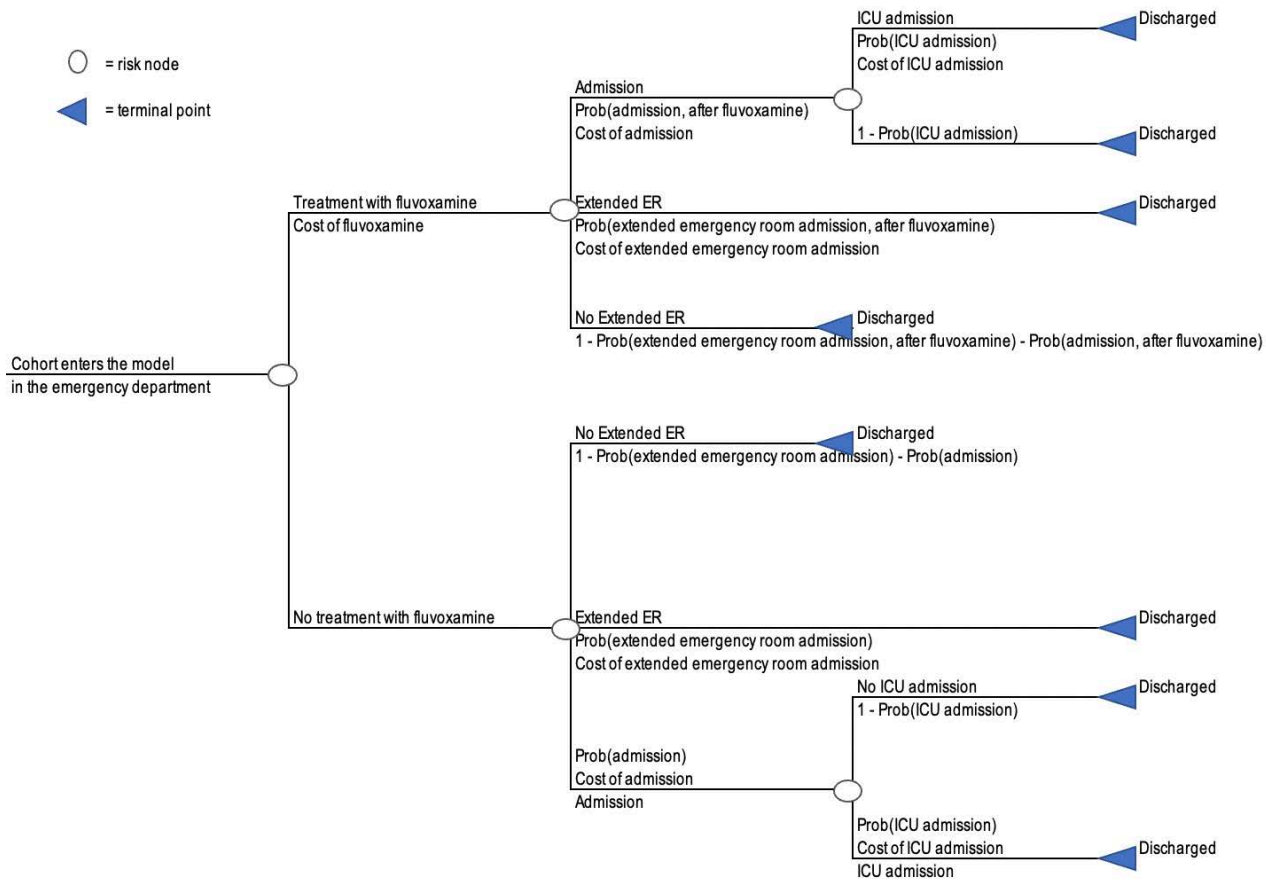 = risk node
= terminal point
ICU admission
Prob(ICU admission)
Cost of ICU admission
Discharged
Admission
Prob(admission, after fluvoxamine)
Cost of admission
1 - Prob(ICU admission)
Discharged
Treatment with fluvoxamine
Cost of fluvoxamine
Extended ER
Prob(extended emergency room admission, after fluvoxamine)
Cost of extended emergency room admission
Discharged
No Extended ER
Discharged
1 - Prob(extended emergency room admission, after fluvoxamine) - Prob(admission, after fluvoxamine)
Cohort enters the model
in the emergency department
No Extended ER
Discharged
1 - Prob(extended emergency room admission) - Prob(admission)
No treatment with fluvoxamine
Extended ER
Prob(extended emergency room admission)
Cost of extended emergency room admission
Discharged
No ICU admission
1 - Prob(ICU admission)
Discharged
Prob(admission)
Cost of admission
Admission
Prob(ICU admission)
Cost of ICU admission
ICU admission
Discharged